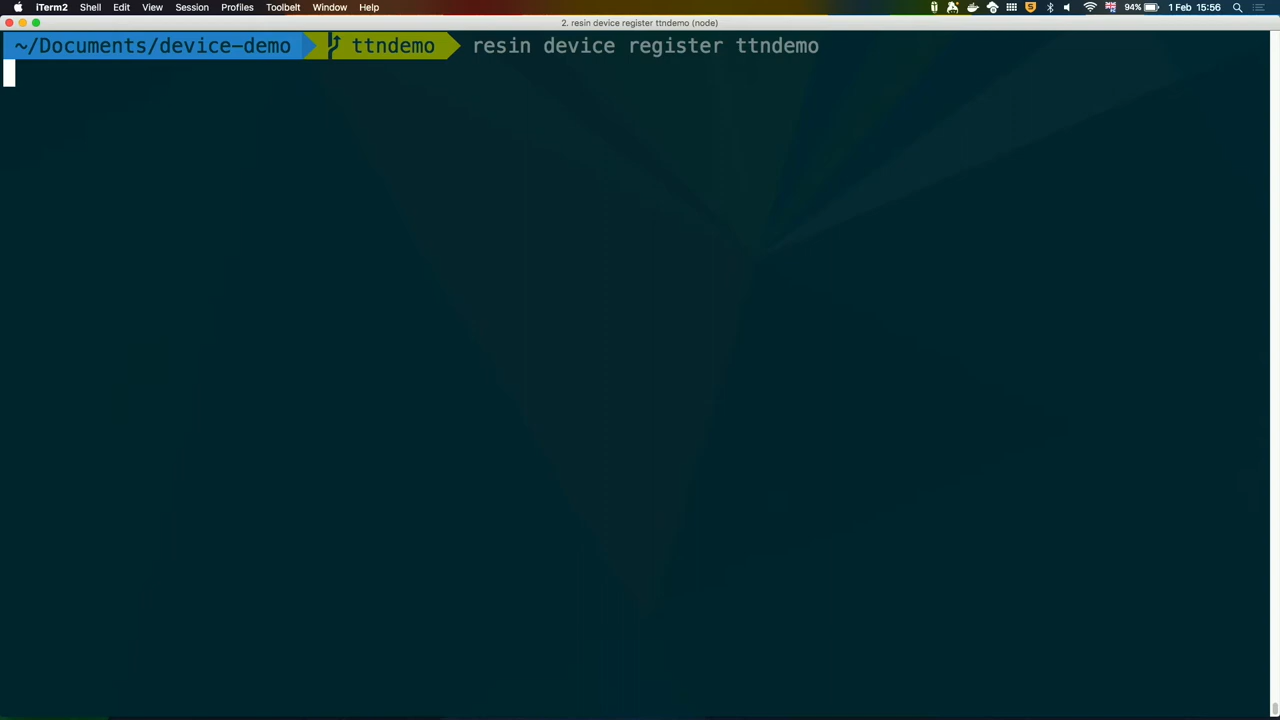 iTerm2 Shell Edit View Session Profiles Toolbelt Window Help 94% 1 Feb 15:56
2. resin device register ttndemo (node)
~/Documents/device-demo ttndemo resin device register ttndemo